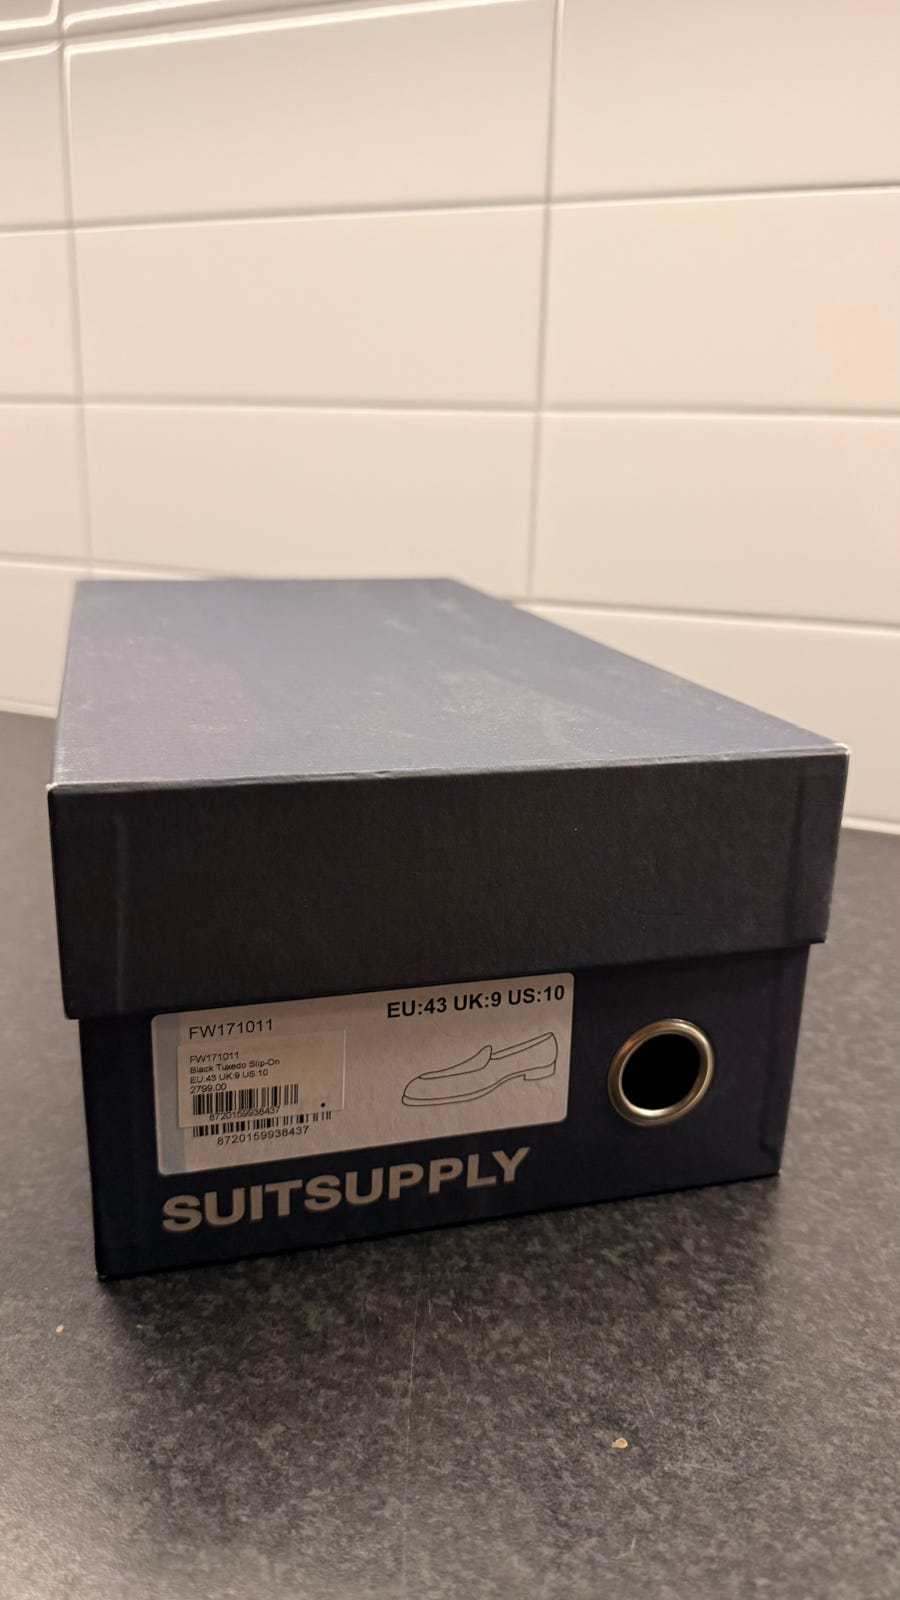 EU:43 UK:9 US:10
FW171011
FW171011
Black Tuxedo Slip-On
EU:43 UK:9 US:10
2799.00
8720159938437
8720159938437
SUITSUPPLY